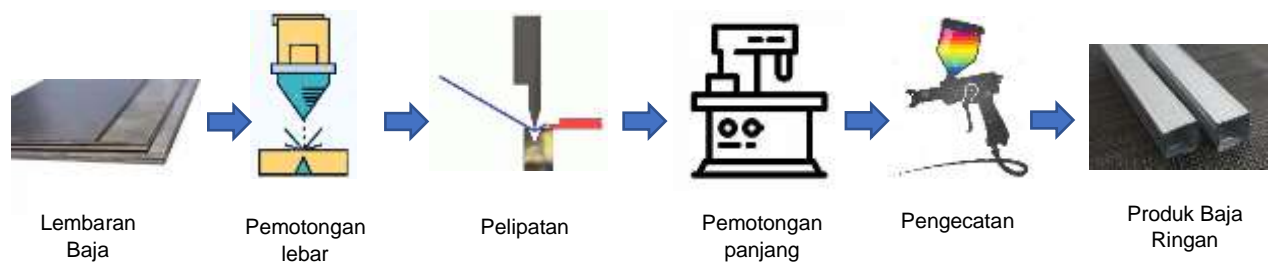 Lembaran
Baja
Pemotongan
lebar
Pelipatan
Pemotongan
panjang
Pengecatan
Produk Baja
Ringan